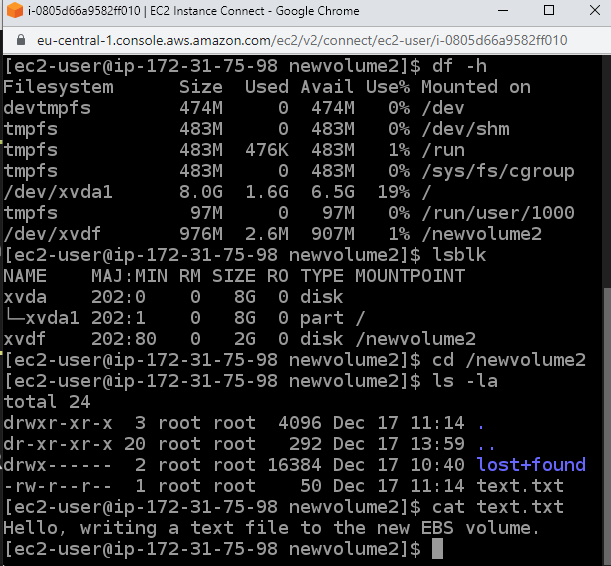 i-0805d66a9582ff010 | EC2 Instance Connect - Google Chrome
eu-central-1.console.aws.amazon.com/ec2/v2/connect/ec2-user/i-0805d66a9582ff010
[ec2-user@ip-172-31-75-98 newvolume2]$ df -h
Filesystem      Size  Used Avail Use% Mounted on
devtmpfs        474M     0  474M   0% /dev
tmpfs           483M     0  483M   0% /dev/shm
tmpfs           483M  476K  483M   1% /run
tmpfs           483M     0  483M   0% /sys/fs/cgroup
/dev/xvda1      8.0G  1.6G  6.5G  19% /
tmpfs            97M     0   97M   0% /run/user/1000
/dev/xvdf       976M  2.6M  907M   1% /newvolume2
[ec2-user@ip-172-31-75-98 newvolume2]$ lsblk
NAME    MAJ:MIN RM SIZE RO TYPE MOUNTPOINT
xvda    202:0    0   8G  0 disk
└─xvda1 202:1    0   8G  0 part /
xvdf    202:80   0   2G  0 disk /newvolume2
[ec2-user@ip-172-31-75-98 newvolume2]$ cd /newvolume2
[ec2-user@ip-172-31-75-98 newvolume2]$ ls -la
total 24
drwxr-xr-x  3 root root  4096 Dec 17 11:14 .
dr-xr-xr-x 20 root root   292 Dec 17 13:59 ..
drwx------  2 root root 16384 Dec 17 10:40 lost+found
-rw-r--r--  1 root root    50 Dec 17 11:14 text.txt
[ec2-user@ip-172-31-75-98 newvolume2]$ cat text.txt
Hello, writing a text file to the new EBS volume.
[ec2-user@ip-172-31-75-98 newvolume2]$